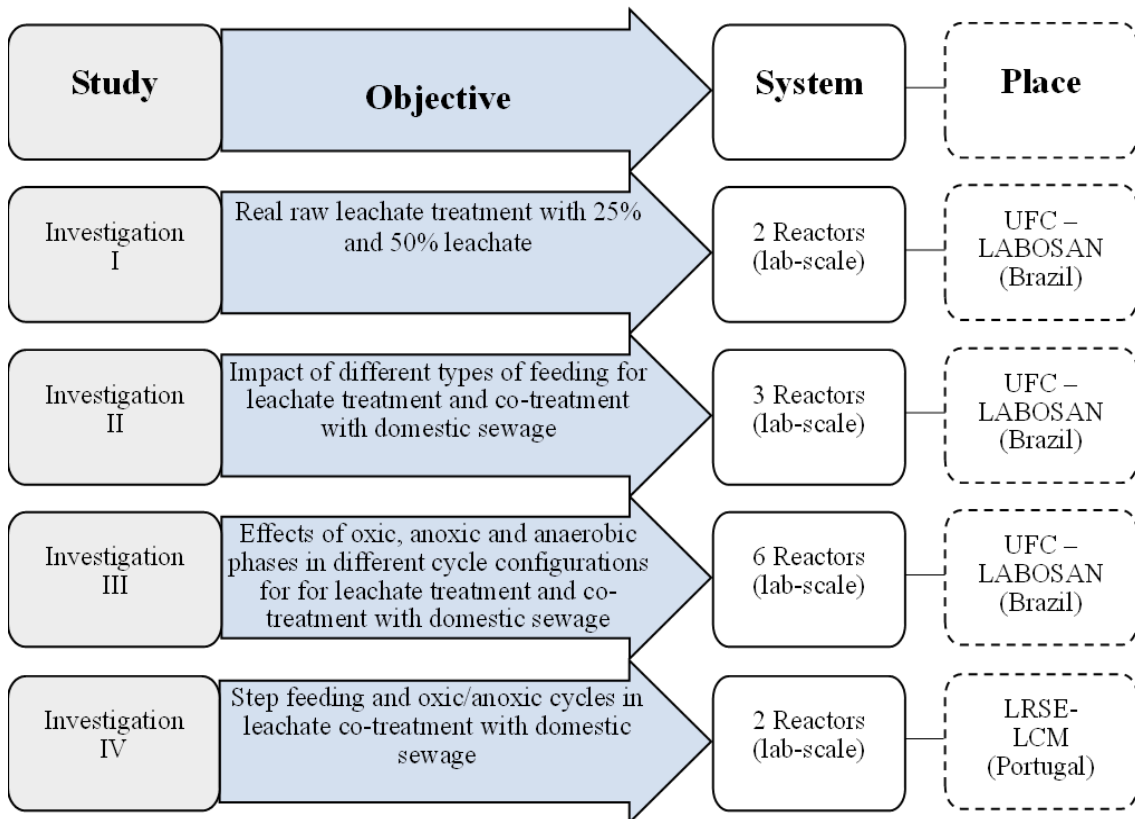 Study
Objective
System
Place
Investigation
I
Real raw leachate treatment with 25%
and 50% leachate
2 Reactors
(lab-scale)
UFC –
LABOSAN
(Brazil)
Investigation
II
Impact of different types of feeding for
leachate treatment and co-treatment
with domestic sewage
3 Reactors
(lab-scale)
UFC –
LABOSAN
(Brazil)
Investigation
III
Effects of oxic, anoxic and anaerobic
phases in different cycle configurations
for for leachate treatment and co-
treatment with domestic sewage
6 Reactors
(lab-scale)
UFC –
LABOSAN
(Brazil)
Investigation
IV
Step feeding and oxic/anoxic cycles in
leachate co-treatment with domestic
sewage
2 Reactors
(lab-scale)
LRSE-
LCM
(Portugal)